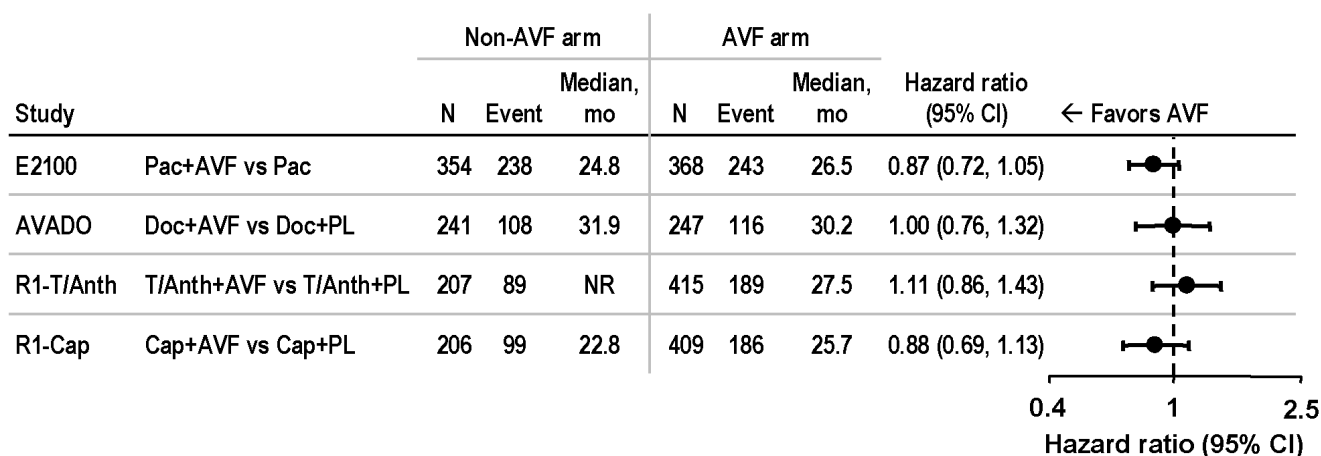 Non-AVF arm AVF arm
Study N Event Median, mo N Event Median, mo Hazard ratio (95% CI) ← Favors AVF
E2100 Pac+AVF vs Pac 354 238 24.8 368 243 26.5 0.87 (0.72, 1.05)
AVADO Doc+AVF vs Doc+PL 241 108 31.9 247 116 30.2 1.00 (0.76, 1.32)
R1-T/Anth T/Anth+AVF vs T/Anth+PL 207 89 NR 415 189 27.5 1.11 (0.86, 1.43)
R1-Cap Cap+AVF vs Cap+PL 206 99 22.8 409 186 25.7 0.88 (0.69, 1.13)
0.4 1 2.5
Hazard ratio (95% CI)